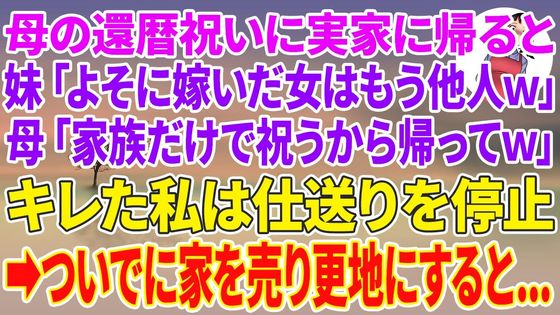 母の還暦祝いに実家に帰ると
妹「よそに嫁いだ女はもう他人w」
母「家族だけで祝うから帰ってw」
キレた私は仕送りを停止
➡ついでに家を売り更地にすると...